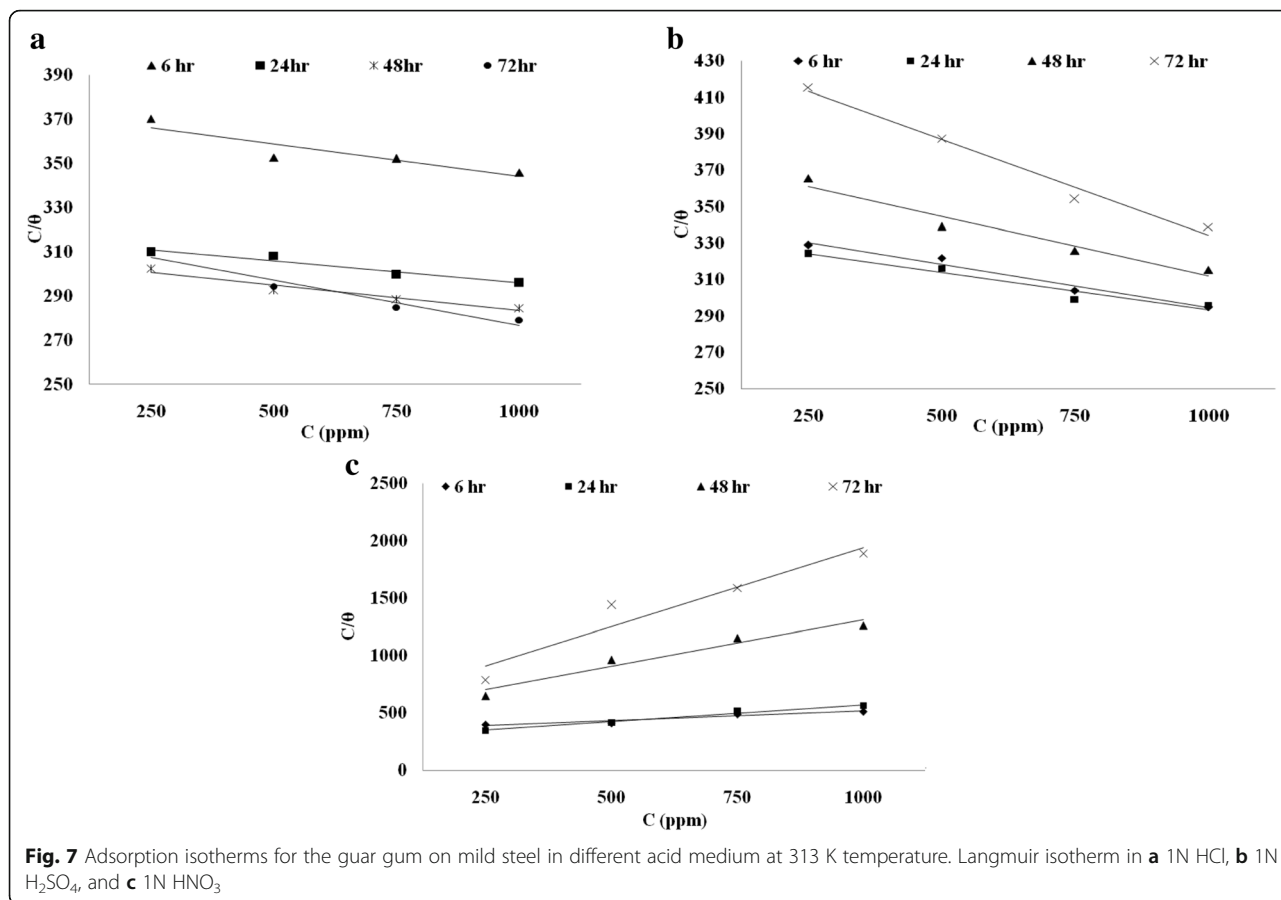 a
6 hr 24hr 48hr 72hr
390
370
350
330
310
290
270
250
C/θ
250 500 750 1000
C (ppm)
b
6 hr 24 hr 48 hr 72 hr
430
410
390
370
350
330
310
290
270
250
C/θ
250 500 750 1000
C (ppm)
c
6 hr 24 hr 48 hr 72 hr
2500
2000
1500
1000
500
0
C/θ
250 500 750 1000
C (ppm)
Fig. 7 Adsorption isotherms for the guar gum on mild steel in different acid medium at 313 K temperature. Langmuir isotherm in a 1N HCl, b 1N
H₂SO₄, and c 1N HNO₃